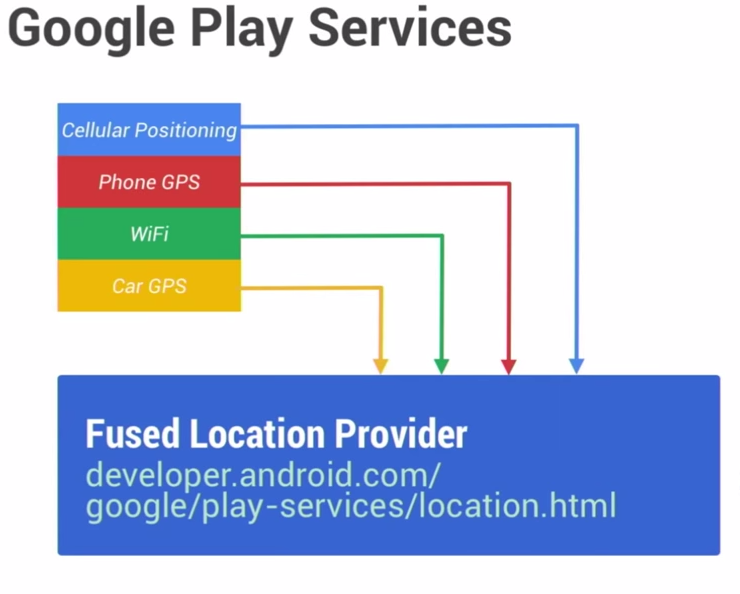 Google Play Services
Cellular Positioning
Phone GPS
WiFi
Car GPS
Fused Location Provider
developer.android.com/
google/play-services/location.html